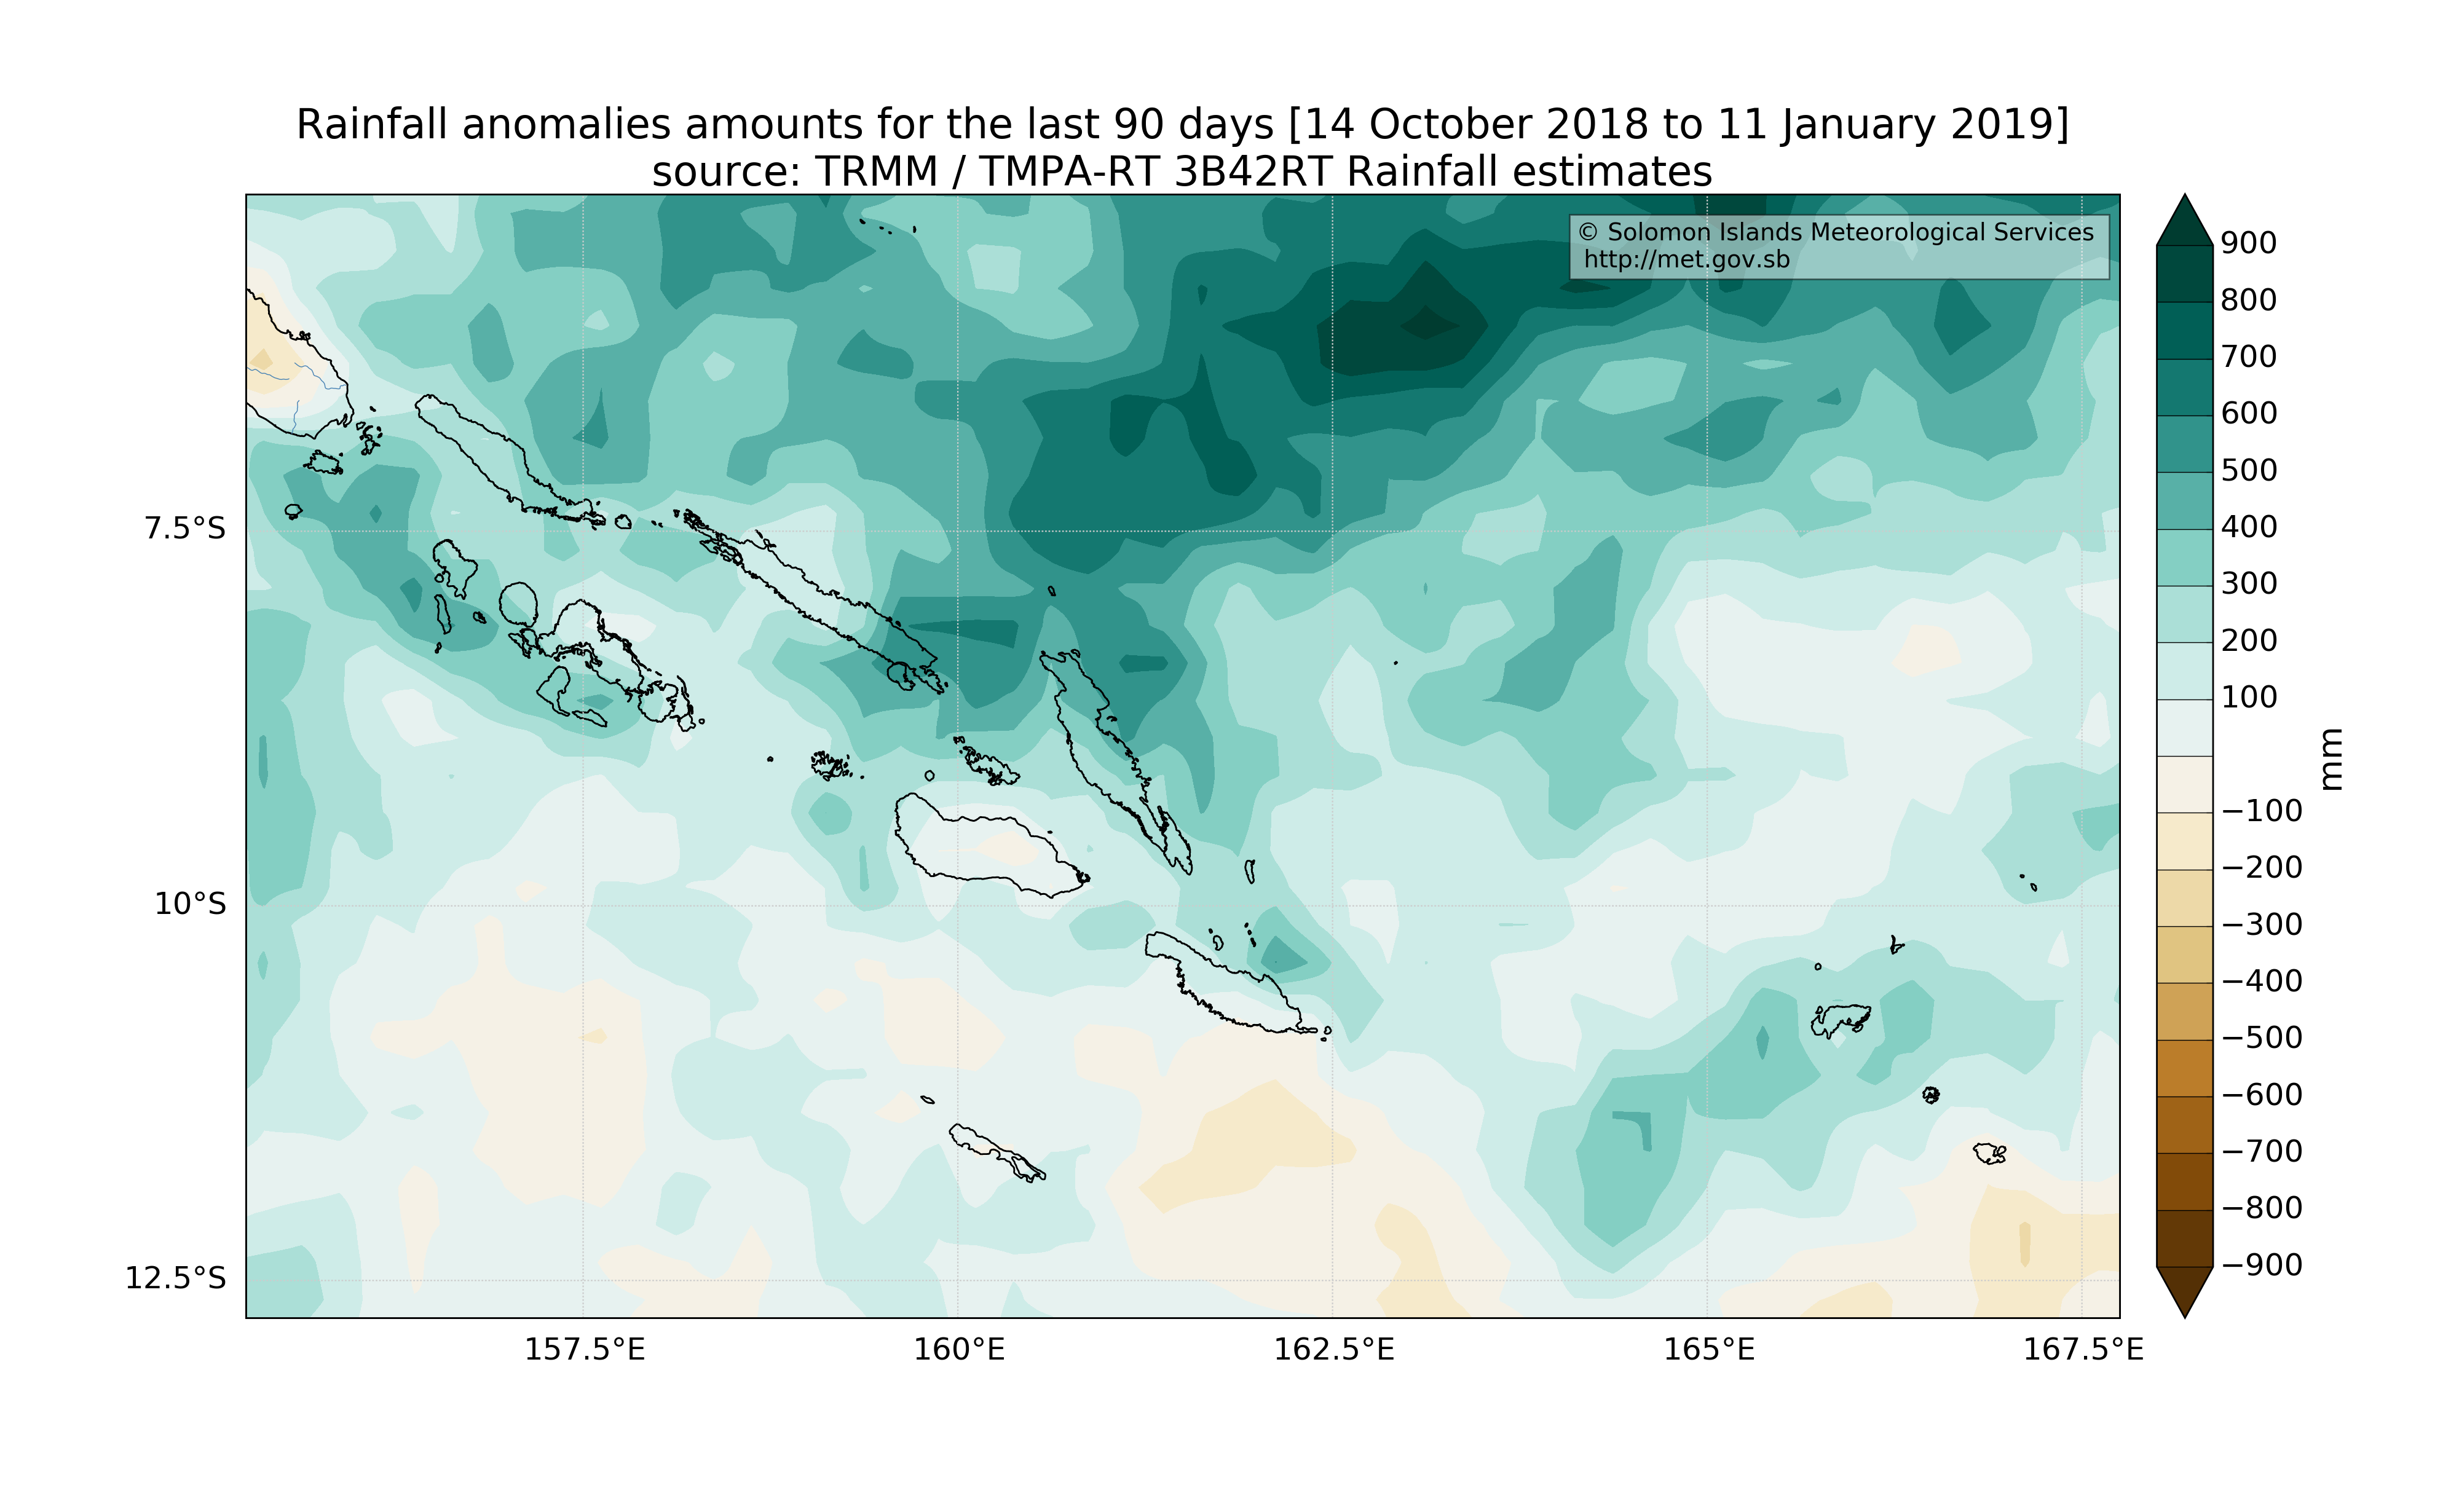 Rainfall anomalies amounts for the last 90 days [14 October 2018 to 11 January 2019]
source: TRMM / TMPA-RT 3B42RT Rainfall estimates
© Solomon Islands Meteorological Services
http://met.gov.sb
7.5°S
10°S
12.5°S
157.5°E
160°E
162.5°E
165°E
167.5°E
900
800
700
600
500
400
300
200
100
−100
−200
−300
−400
−500
−600
−700
−800
−900
mm